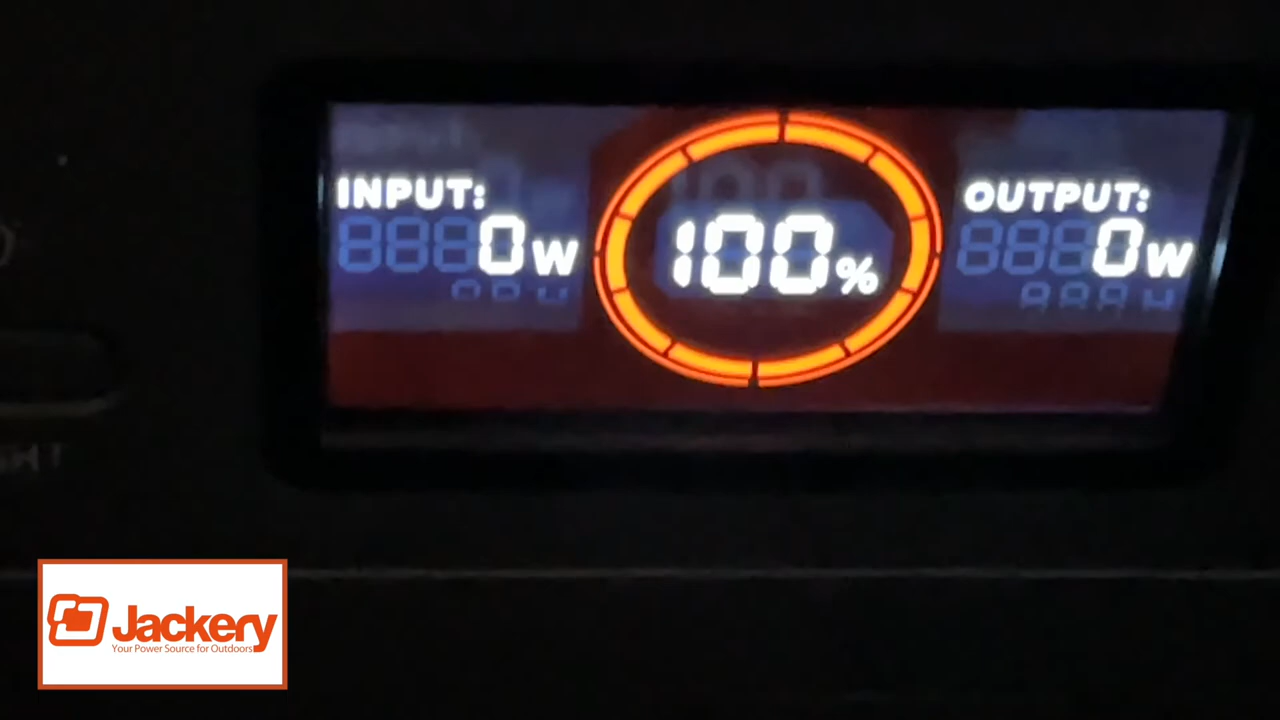 INPUT:
0W
100%
OUTPUT:
0W
Jackery
Your Power Source for Outdoors